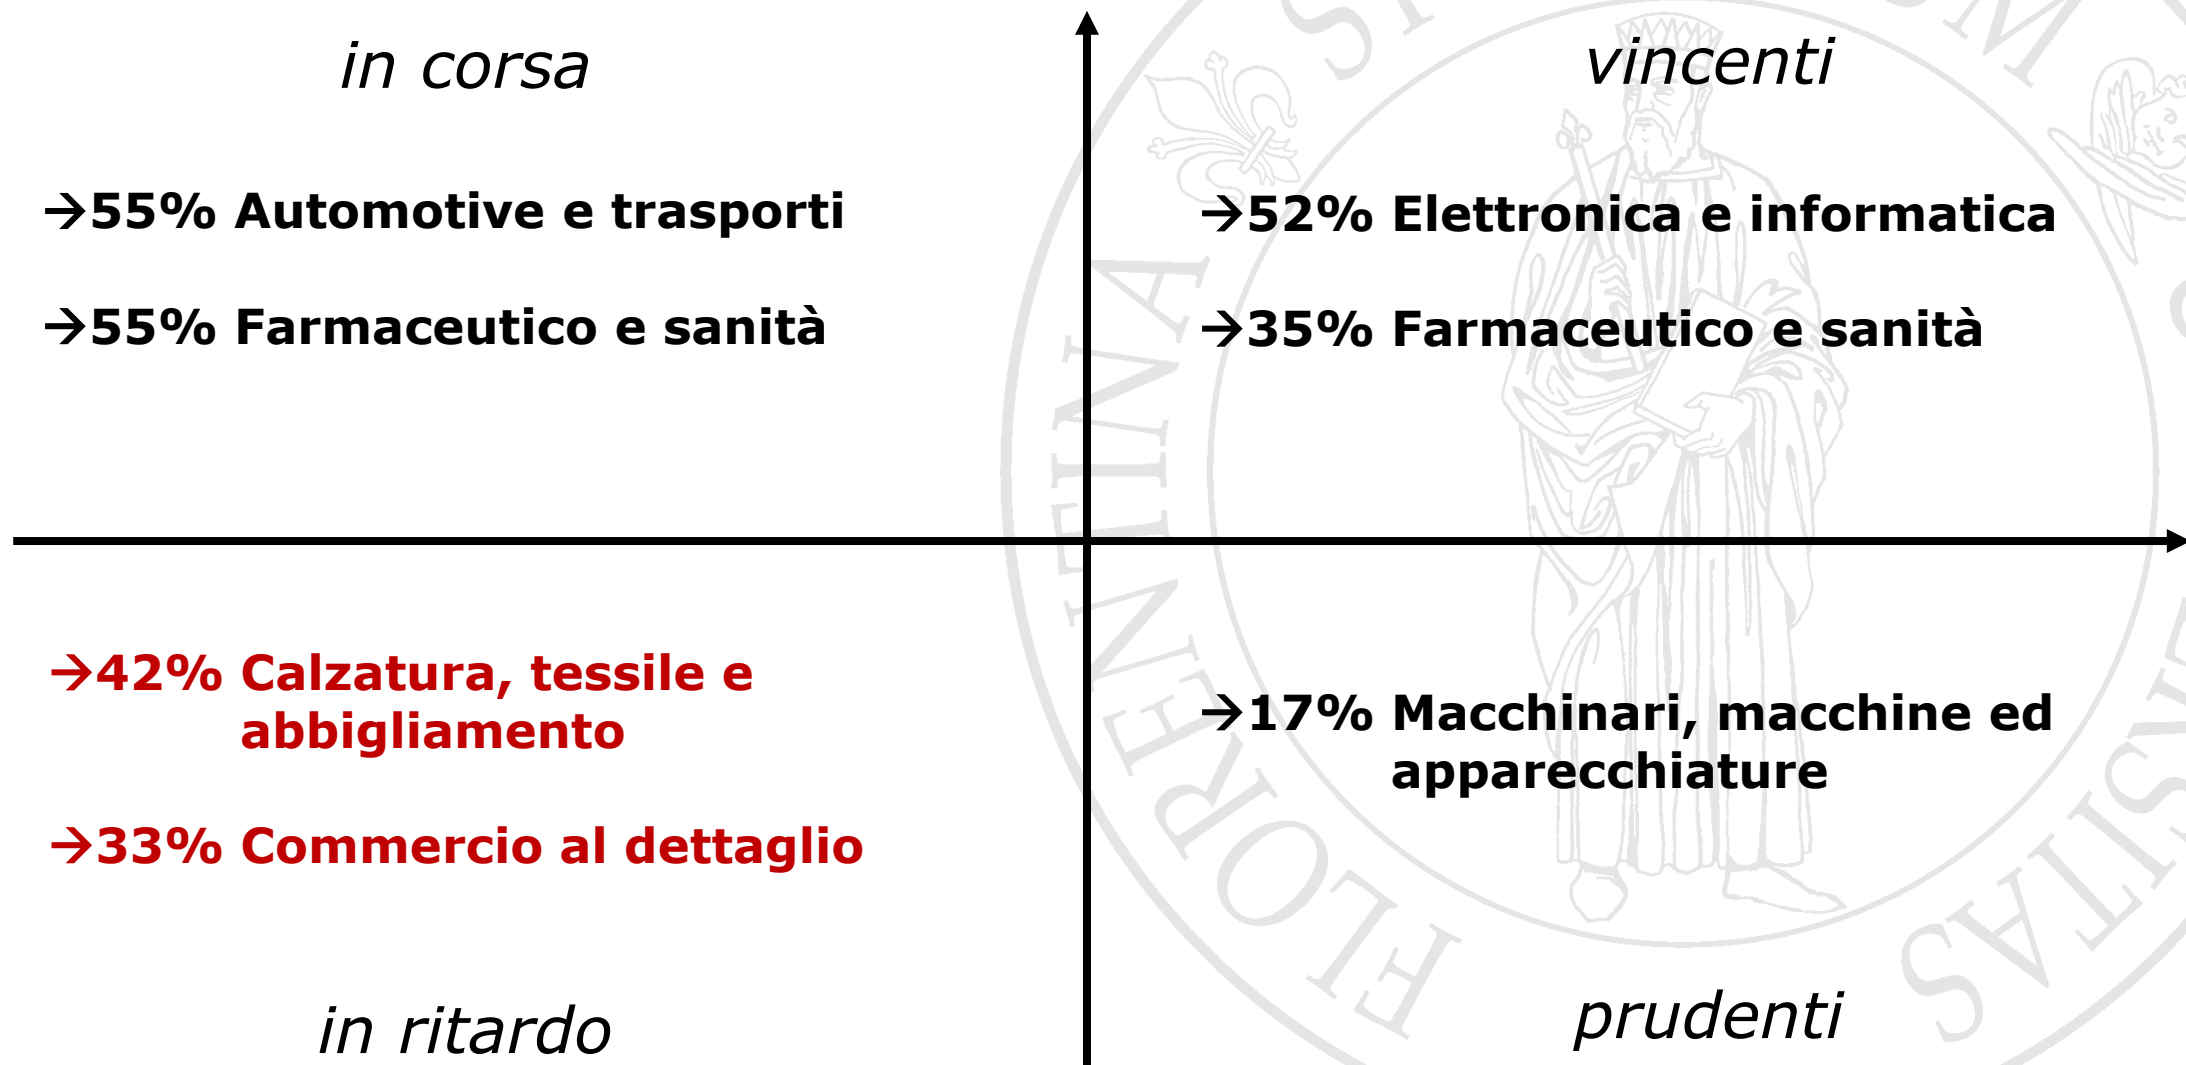 in corsa
vincenti
→55% Automotive e trasporti
→55% Farmaceutico e sanità
→52% Elettronica e informatica
→35% Farmaceutico e sanità
→42% Calzatura, tessile e
abbigliamento
→33% Commercio al dettaglio
→17% Macchinari, macchine ed
apparecchiature
in ritardo
prudenti
FLORENTINA